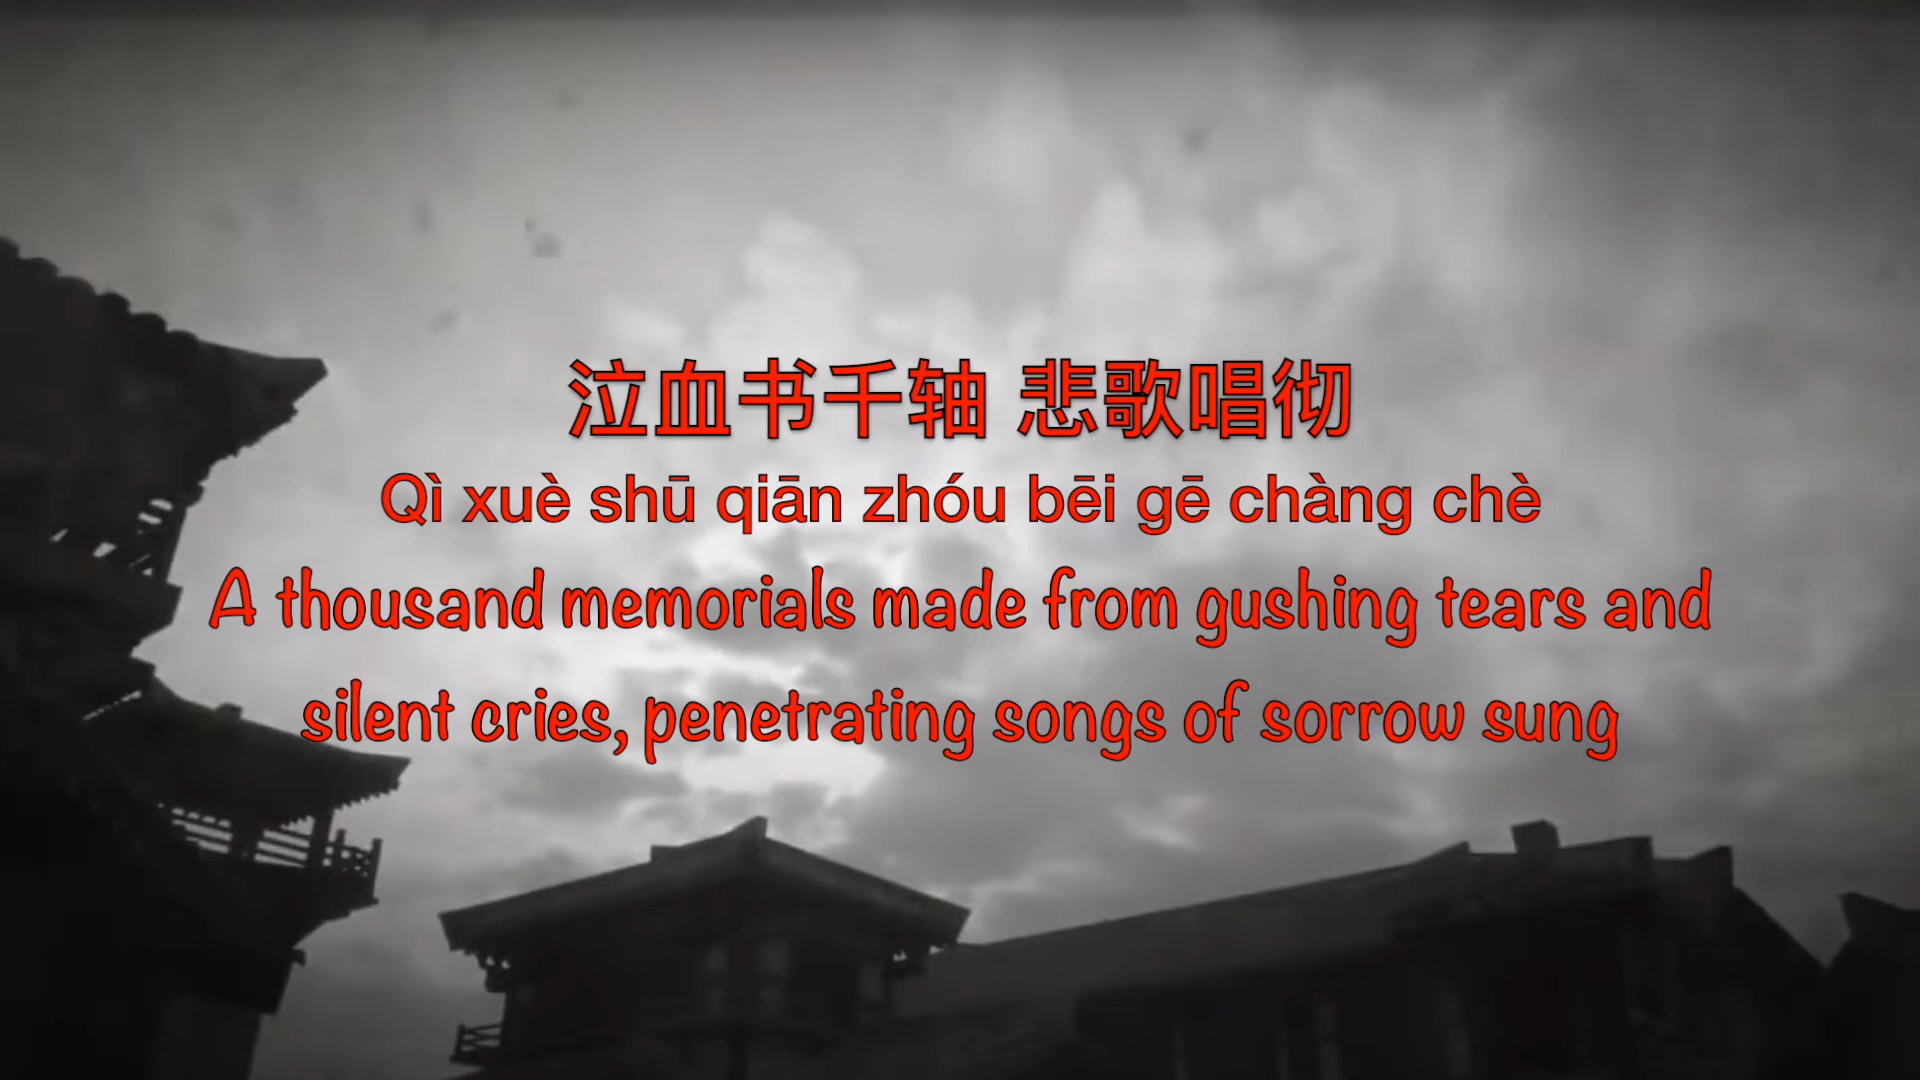 泣血书千轴 悲歌唱彻
Qì xuè shū qiān zhóu bēi gē chàng chè
A thousand memorials made from gushing tears and
silent cries, penetrating songs of sorrow sung